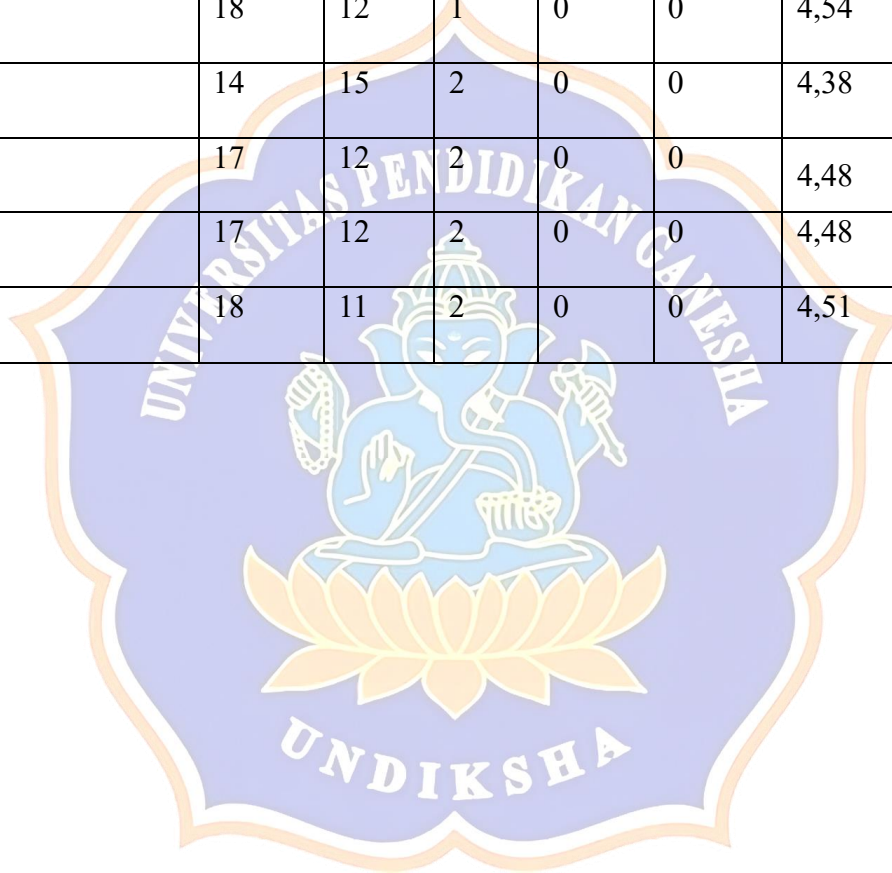 18 12 1 0 0 4,54
14 15 2 0 0 4,38
17 12 2 0 0 4,48
17 12 2 0 0 4,48
18 11 2 0 0 4,51
UNIVERSITAS PENDIDIKAN GANESHA
UNDIKSHA